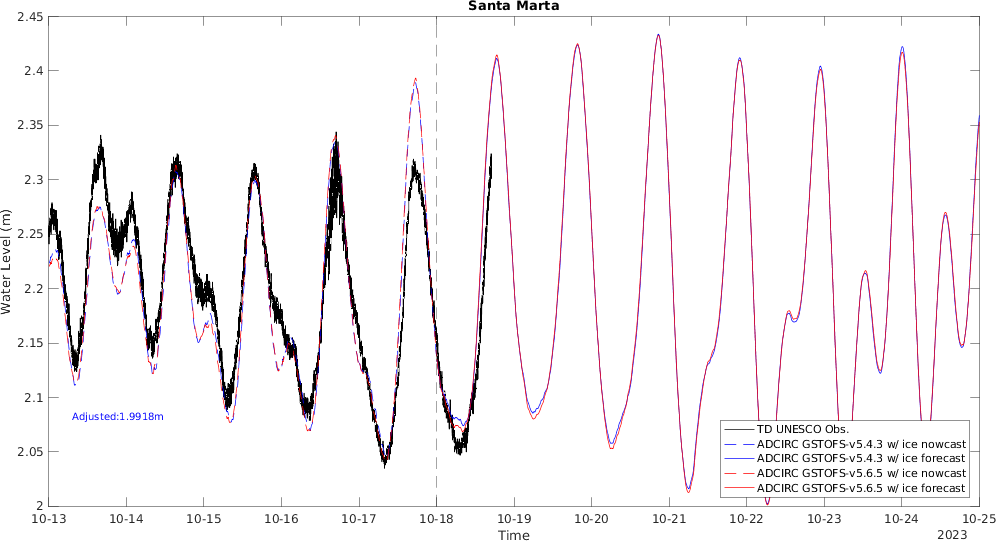 Santa Marta
Water Level (m)
2.45
2.4
2.35
2.3
2.25
2.2
2.15
2.1
2.05
2
Adjusted:1.9918m
TD UNESCO Obs.
ADCIRC GSTOFS-v5.4.3 w/ ice nowcast
ADCIRC GSTOFS-v5.4.3 w/ ice forecast
ADCIRC GSTOFS-v5.6.5 w/ ice nowcast
ADCIRC GSTOFS-v5.6.5 w/ ice forecast
10-13 10-14 10-15 10-16 10-17 10-18 10-19 10-20 10-21 10-22 10-23 10-24 10-25
Time
2023